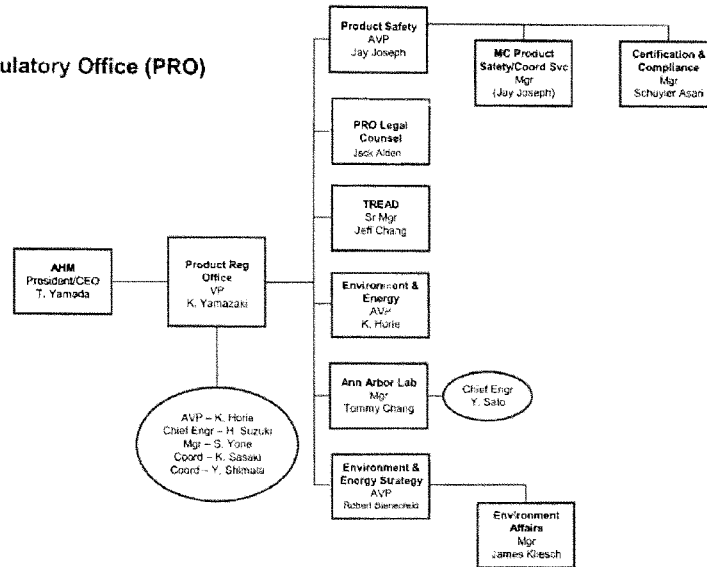 ulatory Office (PRO)
Product Safety
AVP
Jay Joseph
MC Product
Safety/Coord Svc
Mgr
(Jay Joseph)
Certification &
Compliance
Mgr
Schuyler Asari
PRO Legal
Counsel
Jack Alden
TREAD
Sr Mgr
Jeff Chang
AHM
President/CEO
T. Yamada
Product Reg
Office
VP
K. Yamazaki
Environment &
Energy
AVP
K. Horie
Ann Arbor Lab
Mgr
Tommy Chang
Chief Engr
Y. Sato
AVP – K. Horie
Chief Engr – H. Suzuki
Mgr – S. Yone
Coord – K. Sasaki
Coord – Y. Shimata
Environment &
Energy Strategy
AVP
Robert Bienenfeld
Environment
Affairs
Mgr
James Kliesch